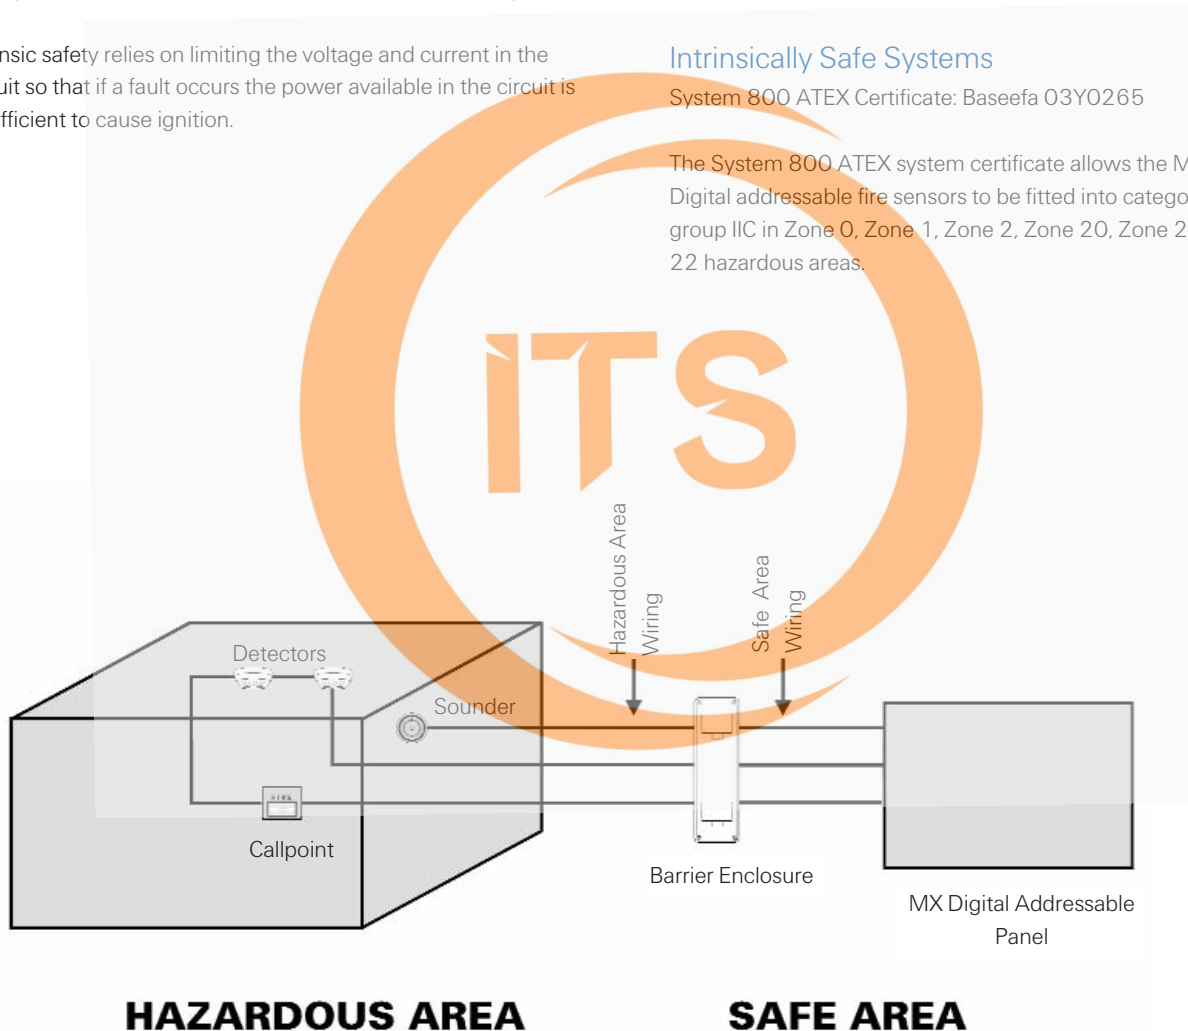 nsic safety relies on limiting the voltage and current in the
uit so that if a fault occurs the power available in the circuit is
fficient to cause ignition.
Intrinsically Safe Systems
System 800 ATEX Certificate: Baseefa 03Y0265
The System 800 ATEX system certificate allows the M
Digital addressable fire sensors to be fitted into catego
group IIC in Zone 0, Zone 1, Zone 2, Zone 20, Zone 2
22 hazardous areas.
ITS
Hazardous Area
Wiring
Safe Area
Wiring
Detectors
Sounder
FIRE
Callpoint
Barrier Enclosure
MX Digital Addressable
Panel
HAZARDOUS AREA
SAFE AREA